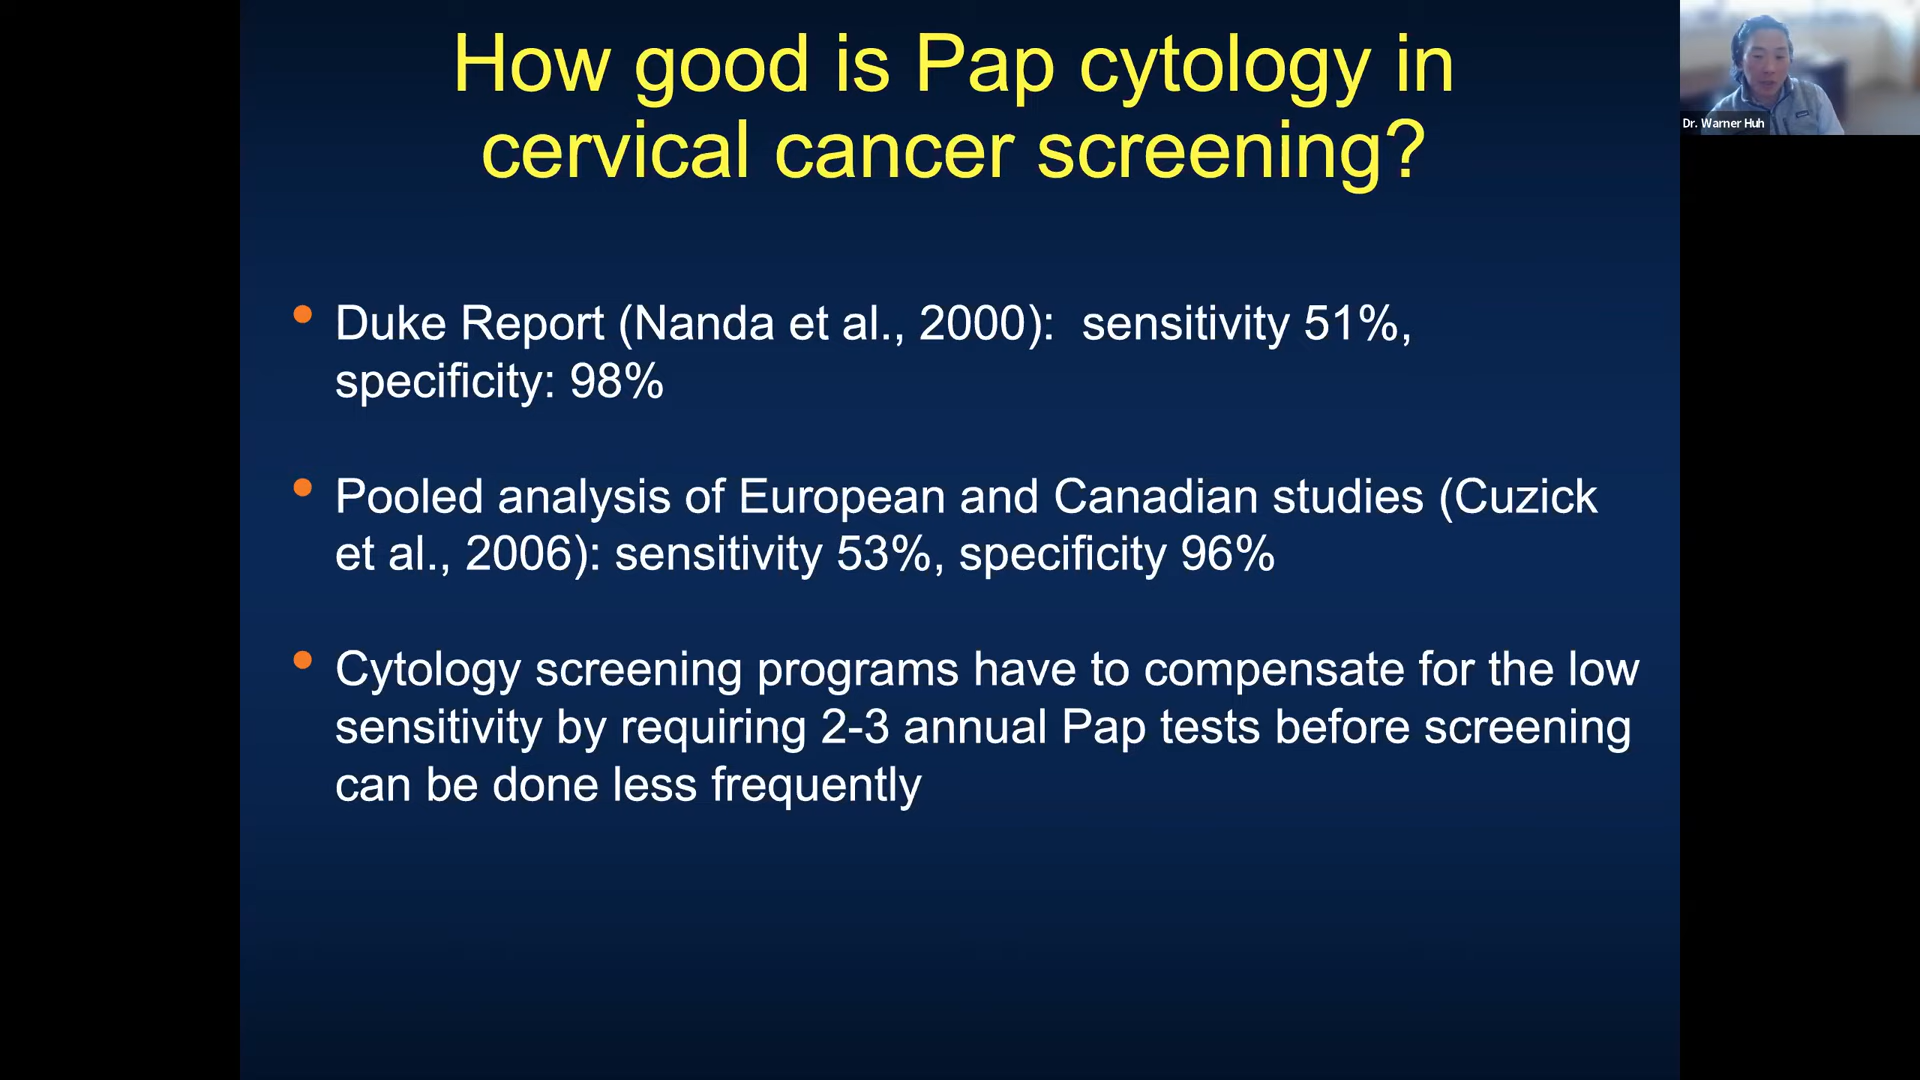 How good is Pap cytology in
cervical cancer screening?
Dr. Warner Huh
• Duke Report (Nanda et al., 2000):  sensitivity 51%,
specificity: 98%
• Pooled analysis of European and Canadian studies (Cuzick
et al., 2006): sensitivity 53%, specificity 96%
• Cytology screening programs have to compensate for the low
sensitivity by requiring 2-3 annual Pap tests before screening
can be done less frequently